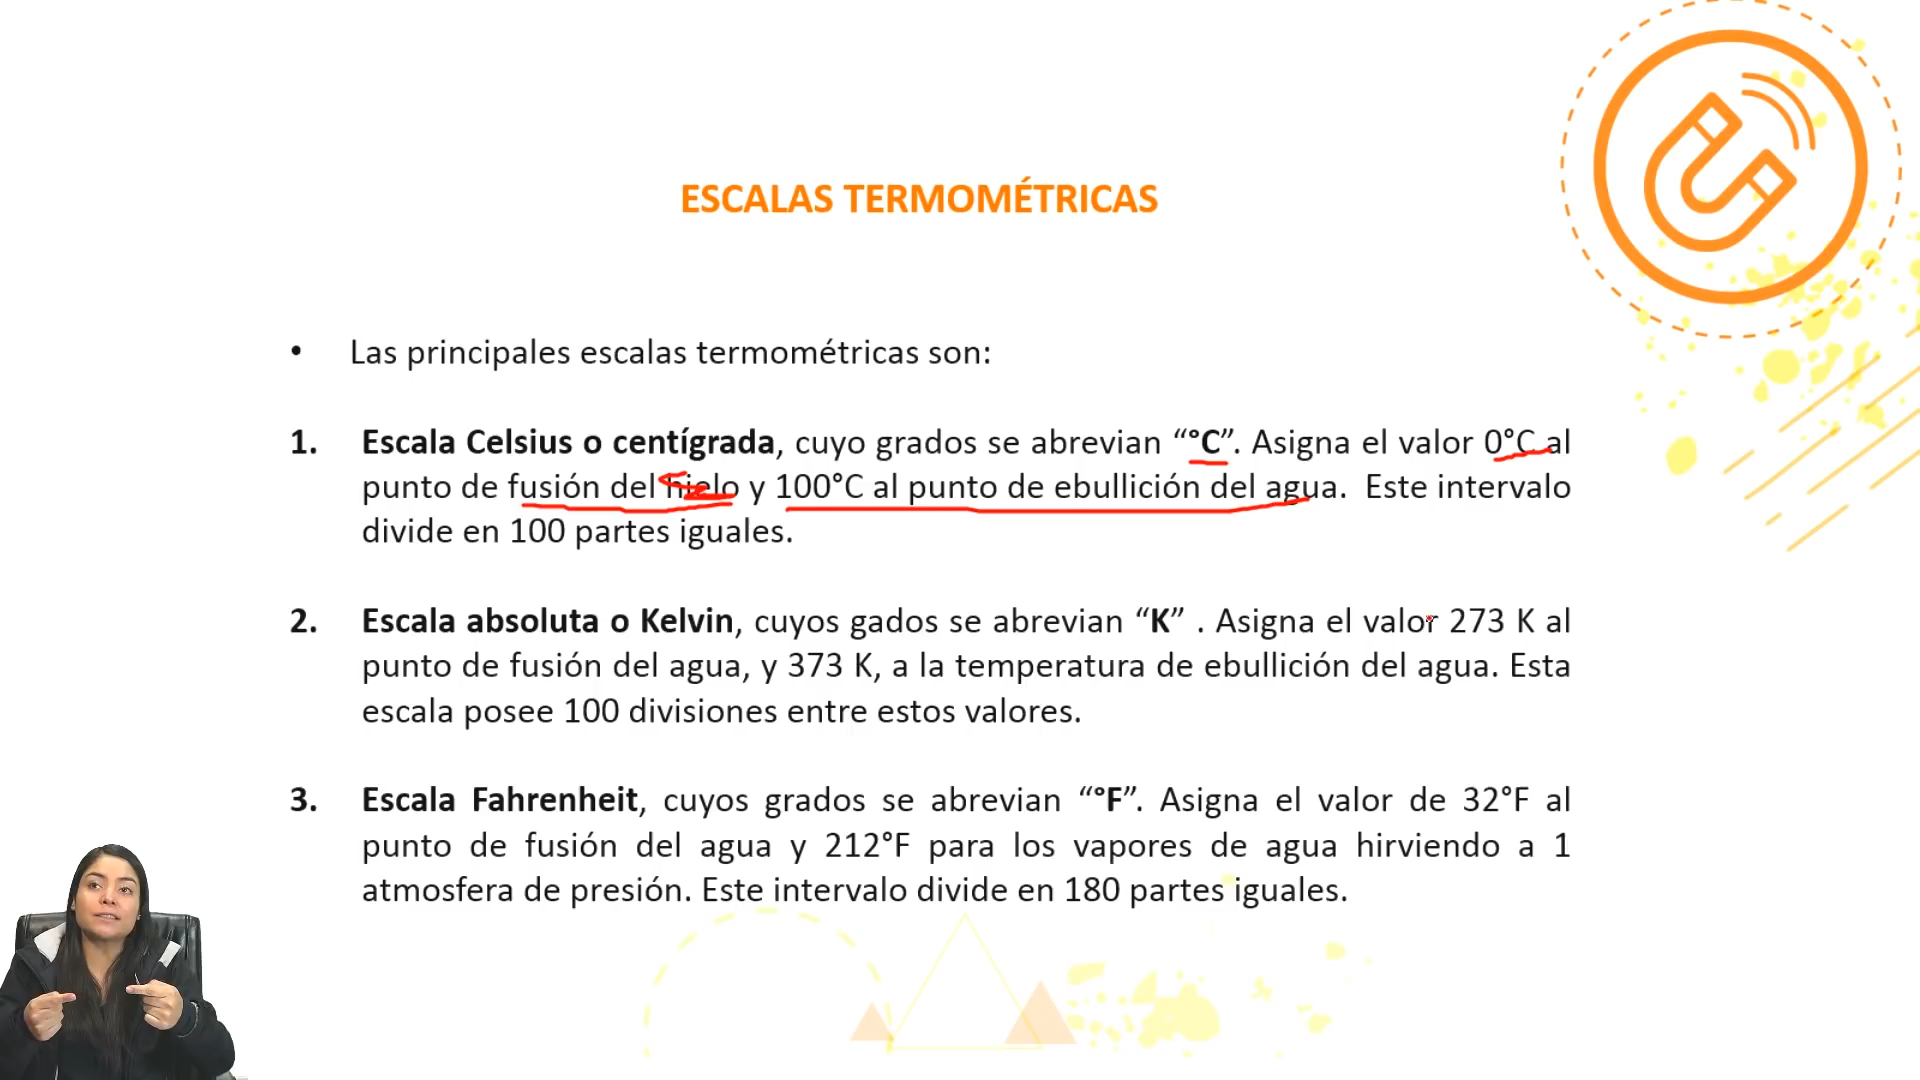 ESCALAS TERMOMÉTRICAS
• Las principales escalas termométricas son:
1. Escala Celsius o centígrada, cuyo grados se abrevian “°C”. Asigna el valor 0°C al
punto de fusión del hielo y 100°C al punto de ebullición del agua. Este intervalo
divide en 100 partes iguales.
2. Escala absoluta o Kelvin, cuyos gados se abrevian “K” . Asigna el valor 273 K al
punto de fusión del agua, y 373 K, a la temperatura de ebullición del agua. Esta
escala posee 100 divisiones entre estos valores.
3. Escala Fahrenheit, cuyos grados se abrevian “°F”. Asigna el valor de 32°F al
punto de fusión del agua y 212°F para los vapores de agua hirviendo a 1
atmosfera de presión. Este intervalo divide en 180 partes iguales.